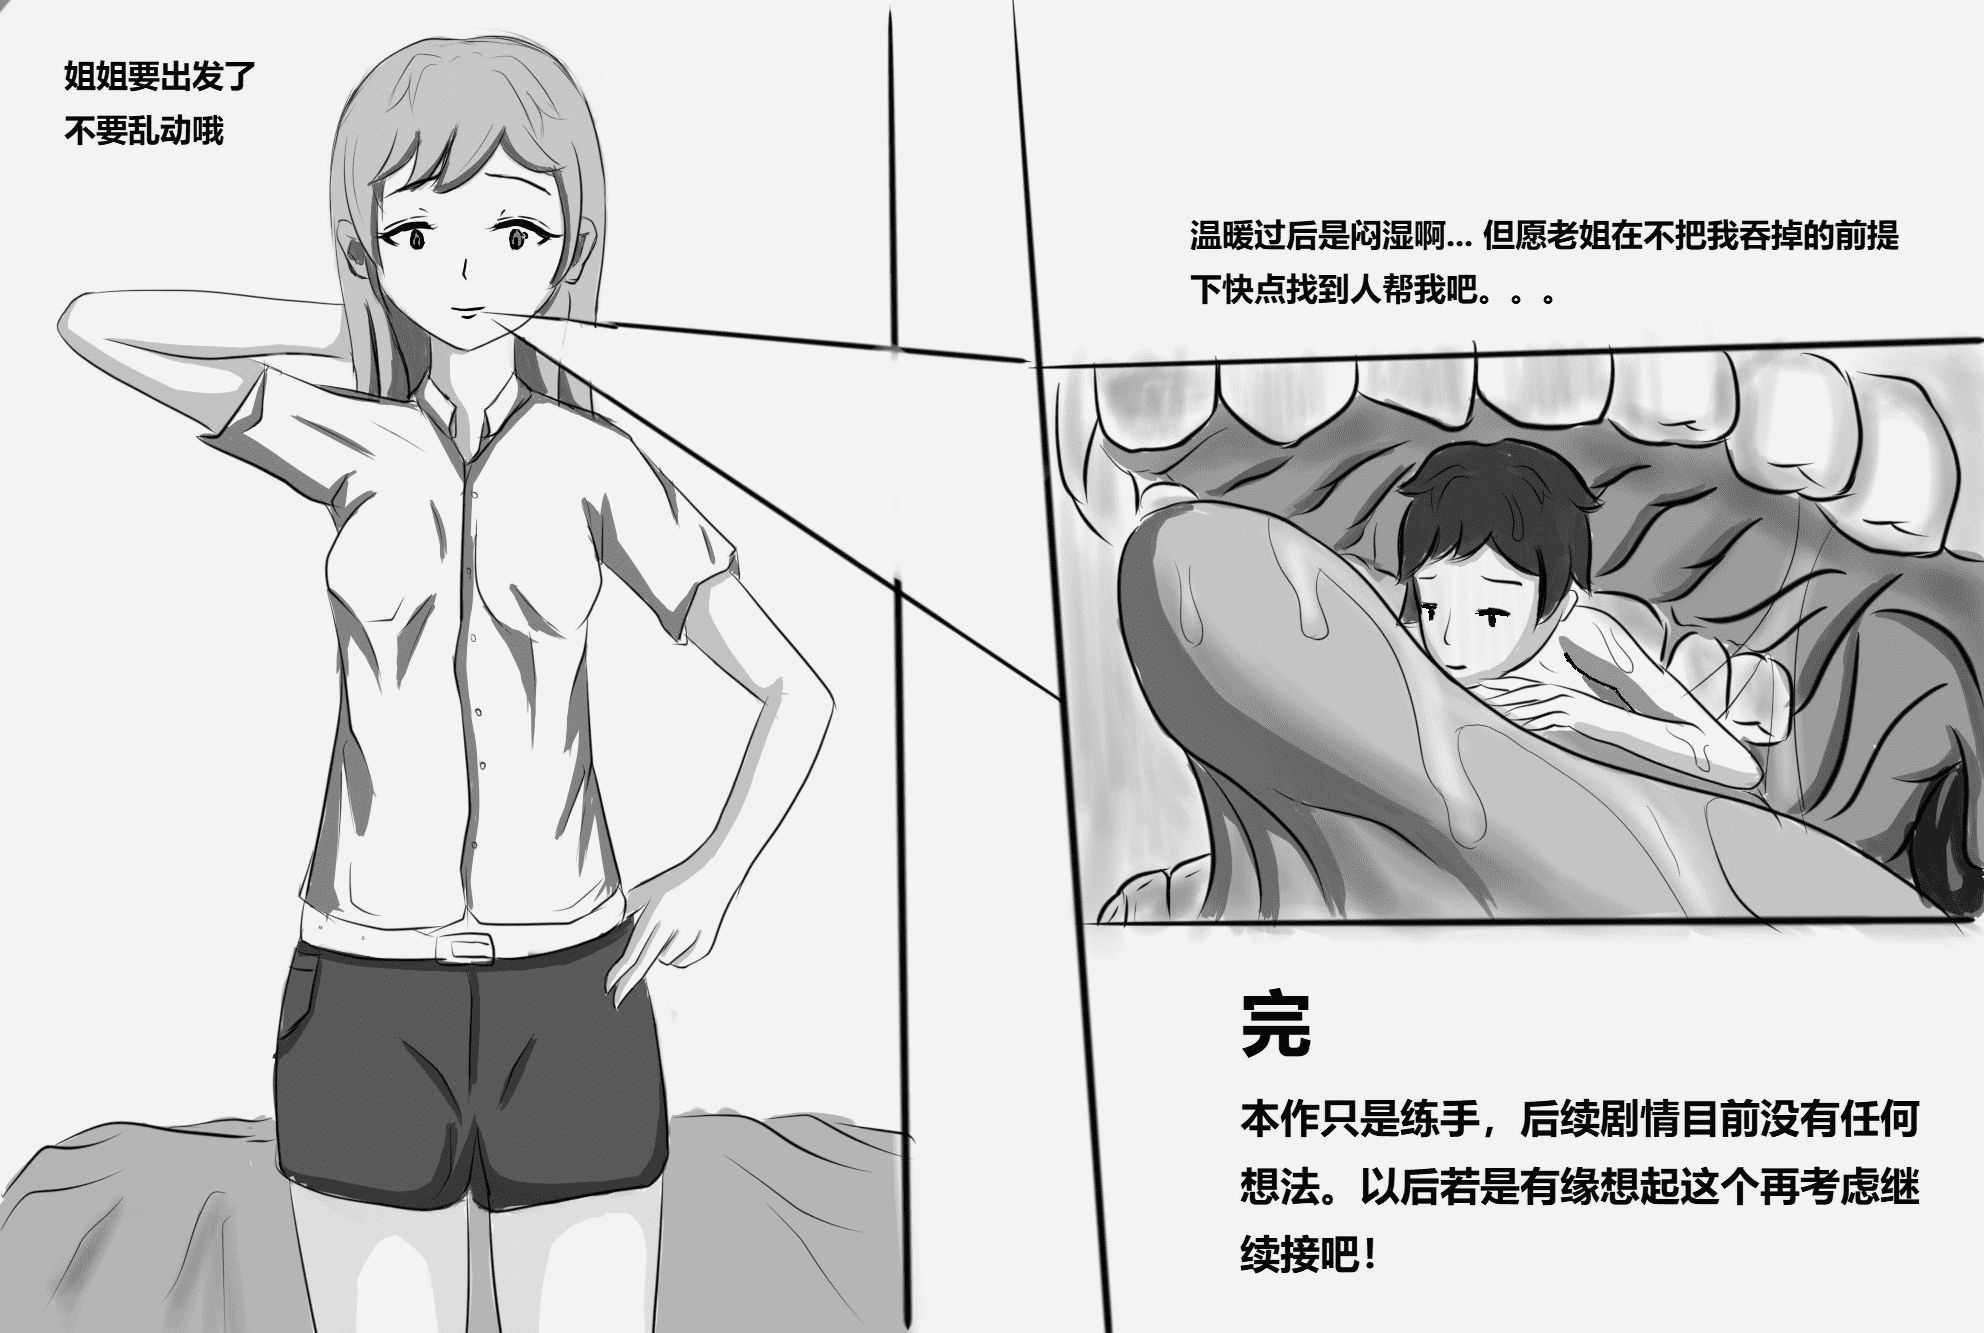 姐姐要出发了
不要乱动哦
温暖过后是闷湿啊... 但愿老姐在不把我吞掉的前提
下快点找到人帮我吧。。。
完
本作只是练手，后续剧情目前没有任何
想法。以后若是有缘想起这个再考虑继
续接吧！